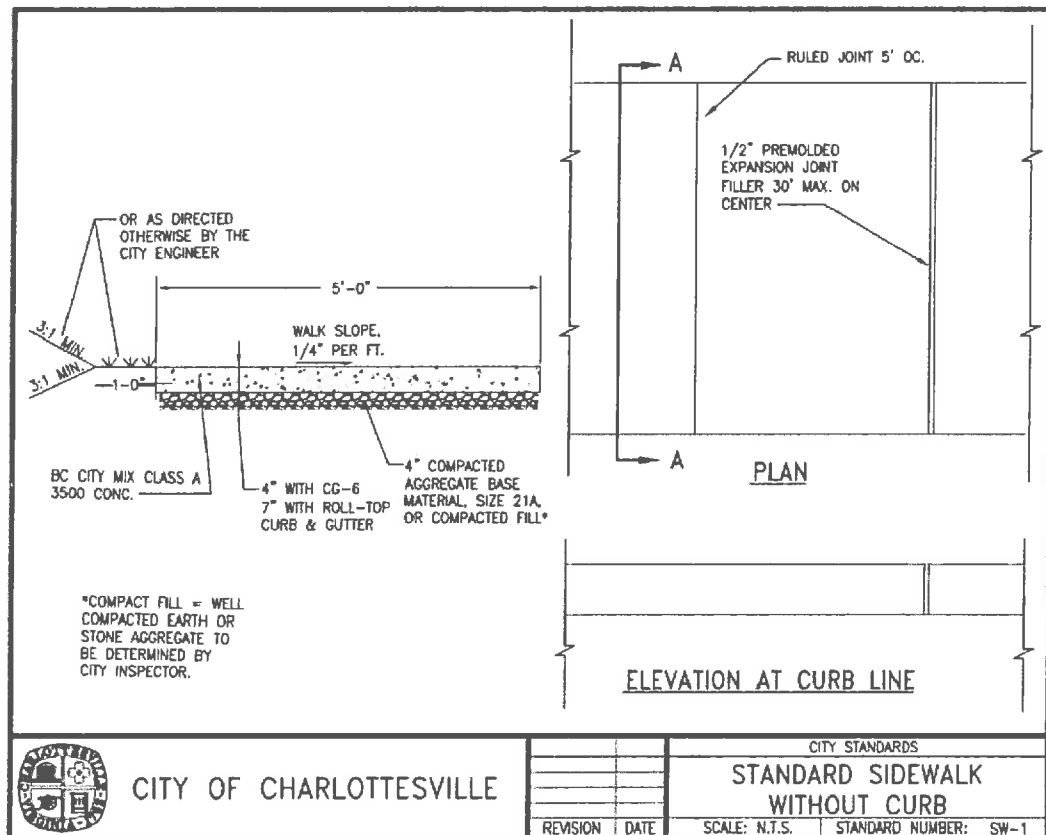 A
RULED JOINT 5' OC.
1/2" PREMOLDED
EXPANSION JOINT
FILLER 30' MAX. ON
CENTER
OR AS DIRECTED
OTHERWISE BY THE
CITY ENGINEER
5'-0"
WALK SLOPE,
1/4" PER FT.
3:1 MIN.
3:1 MIN.
1-0"
BC CITY MIX CLASS A
3500 CONC.
4" WITH CG-6
7" WITH ROLL-TOP
CURB & GUTTER
4" COMPACTED
AGGREGATE BASE
MATERIAL, SIZE 21A,
OR COMPACTED FILL*
A
PLAN
*COMPACT FILL = WELL
COMPACTED EARTH OR
STONE AGGREGATE TO
BE DETERMINED BY
CITY INSPECTOR.
ELEVATION AT CURB LINE
CHARLOTTESVILLE
VIRGINIA
CITY OF CHARLOTTESVILLE
REVISION DATE
CITY STANDARDS
STANDARD SIDEWALK
WITHOUT CURB
SCALE: N.T.S. STANDARD NUMBER: SW-1